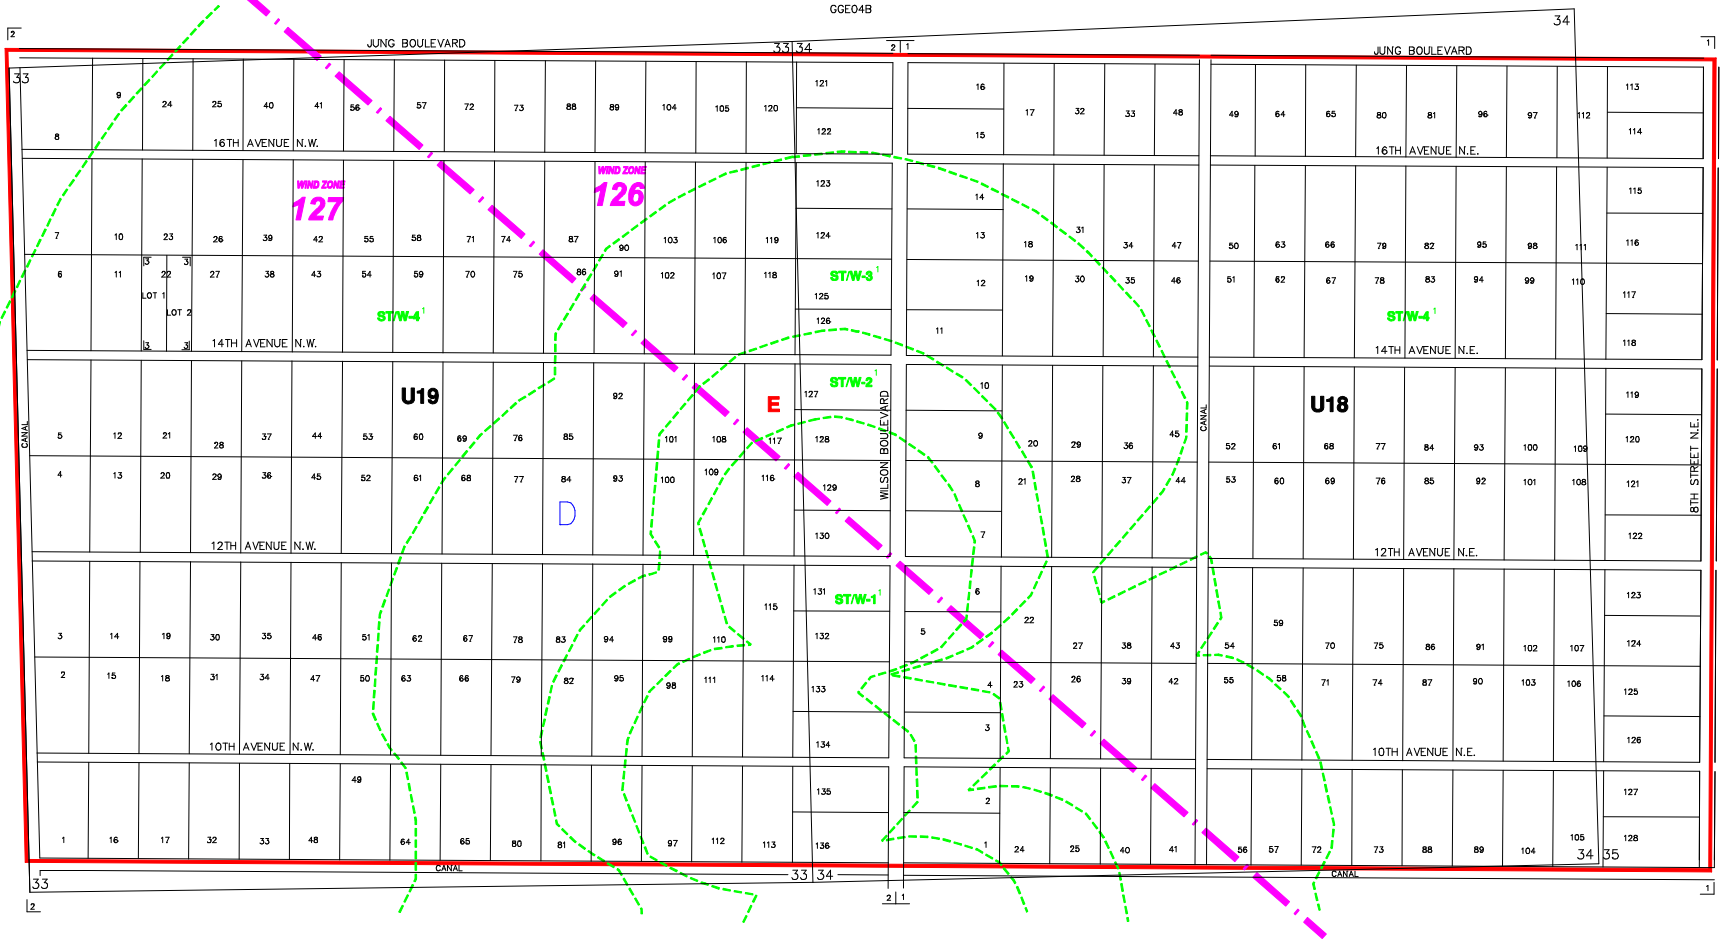 GGE04B
34
2
JUNG BOULEVARD
33 34
2 1
JUNG BOULEVARD
1
33
9 24 25 40 41 56 57 72 73 88 89 104 105 120 121 16 17 32 33 48 49 64 65 80 81 96 97 112 113
8 122 15 114
16TH AVENUE N.W.
16TH AVENUE N.E.
WIND ZONE
127
WIND ZONE
126
123 14 115
7 10 23 26 39 42 55 58 71 74 87 90 103 106 119 124 13 18 31 34 47 50 63 66 79 82 95 98 111 116
3 3
6 11 22 27 38 43 54 59 70 75 86 91 102 107 118 ST/W-3 1 12 19 30 35 46 51 62 67 78 83 94 99 110 117
LOT 1
125
LOT 2
ST/W-4 1
126 11
ST/W-4 1
3 3
118
14TH AVENUE N.W.
14TH AVENUE N.E.
ST/W-2 1
U19
92
E
127 10
U18
119
CANAL
WILSON BOULEVARD
CANAL
8TH STREET N.E.
5 12 21 28 37 44 53 60 69 76 85 101 108 117 128 9 20 29 36 45 52 61 68 77 84 93 100 109 120
4 13 20 29 36 45 52 61 68 77 84 93 100 109 116 129 8 21 28 37 44 53 60 69 76 85 92 101 108 121
D
130 7 122
12TH AVENUE N.W.
12TH AVENUE N.E.
131 ST/W-1 1 6 123
115 5 22 59
3 14 19 30 35 46 51 62 67 78 83 94 99 110 132 27 38 43 54 70 75 86 91 102 107 124
2 15 18 31 34 47 50 63 66 79 82 95 98 111 114 133 4 23 26 39 42 55 58 71 74 87 90 103 106 125
134 3 126
10TH AVENUE N.W.
10TH AVENUE N.E.
49 135 2 127
1 16 17 32 33 48 64 65 80 81 96 97 112 113 136 1 24 25 40 41 56 57 72 73 88 89 104 105 128
34 35
CANAL
33 34
CANAL
33
2
2 1
1